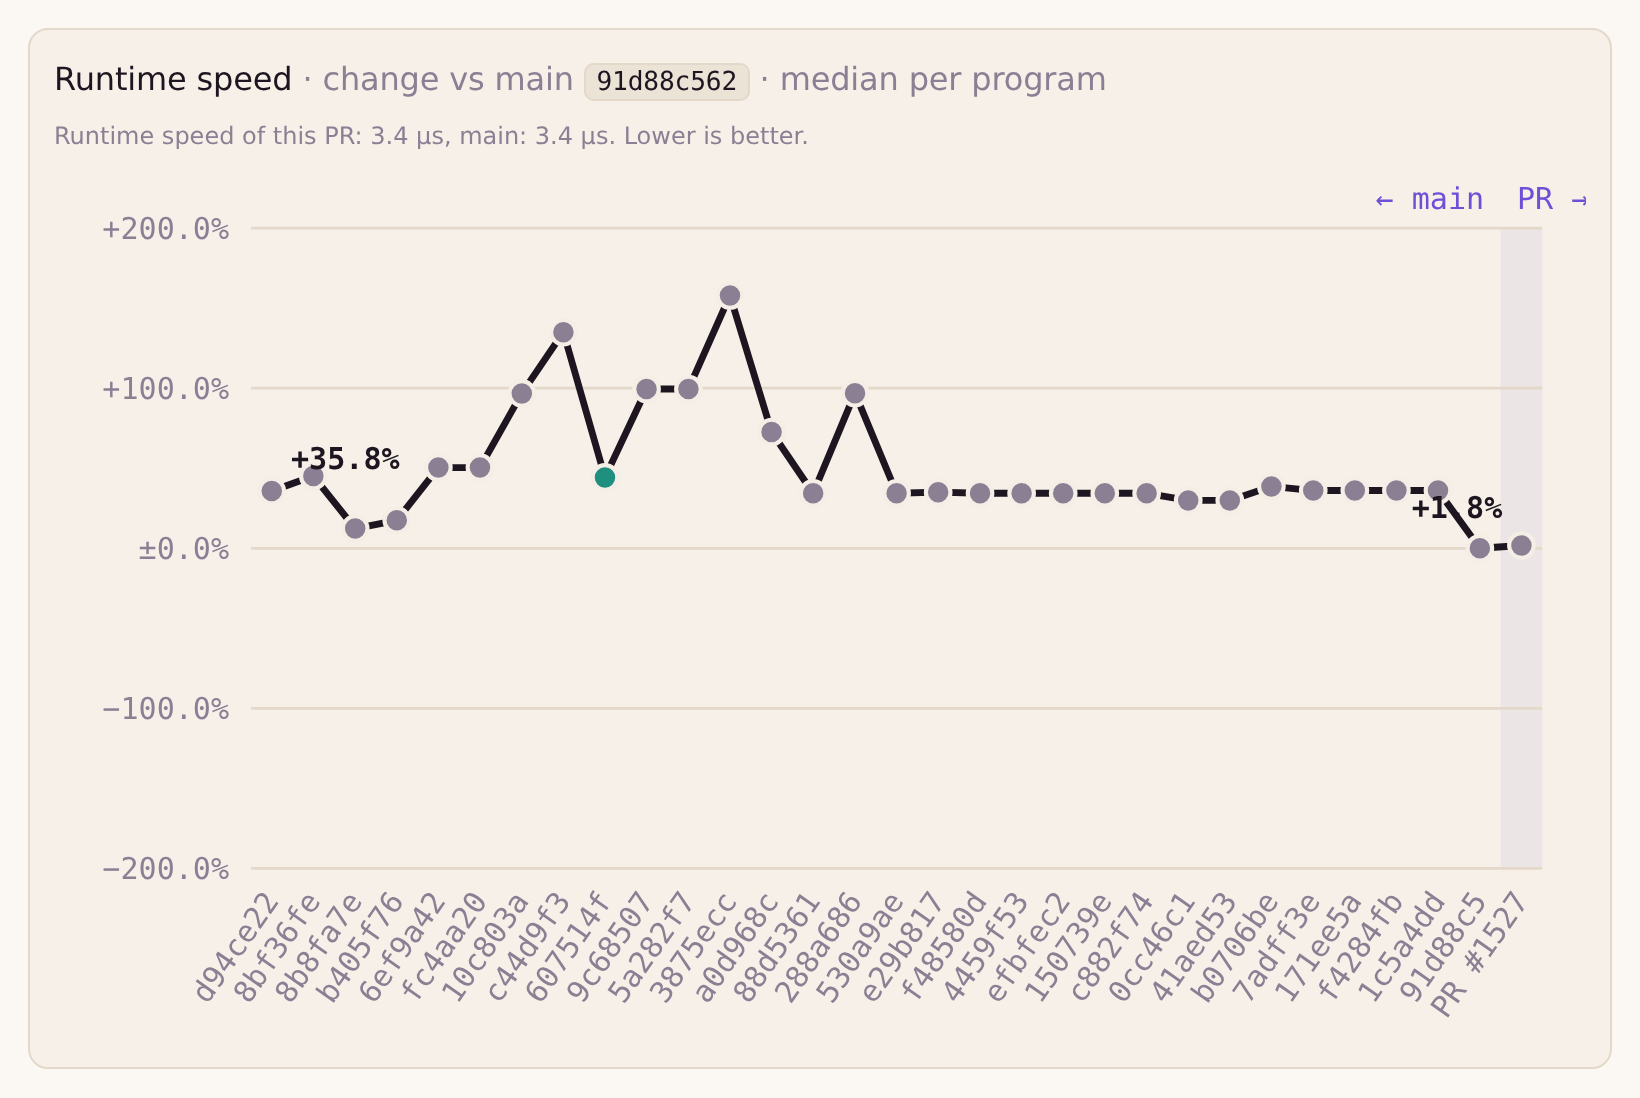 Runtime speed · change vs main 91d88c562 · median per program
Runtime speed of this PR: 3.4 µs, main: 3.4 µs. Lower is better.
← main PR →
+200.0%
+100.0%
±0.0%
−100.0%
−200.0%
+35.8%
+1.8%
d94ce22
8bf36fe
8b8fa7e
b405f76
6ef9a42
fc4aa20
10c803a
c44d9f3
607514f
9c68507
5a282f7
3875ecc
a0d968c
88d5361
288a686
530a9ae
e29b817
f48580d
4459f53
efbfec2
150739e
c882f74
0cc46c1
41aed53
b0706be
7adff3e
171ee5a
f4284fb
1c5a4dd
91d88c5
PR #1527